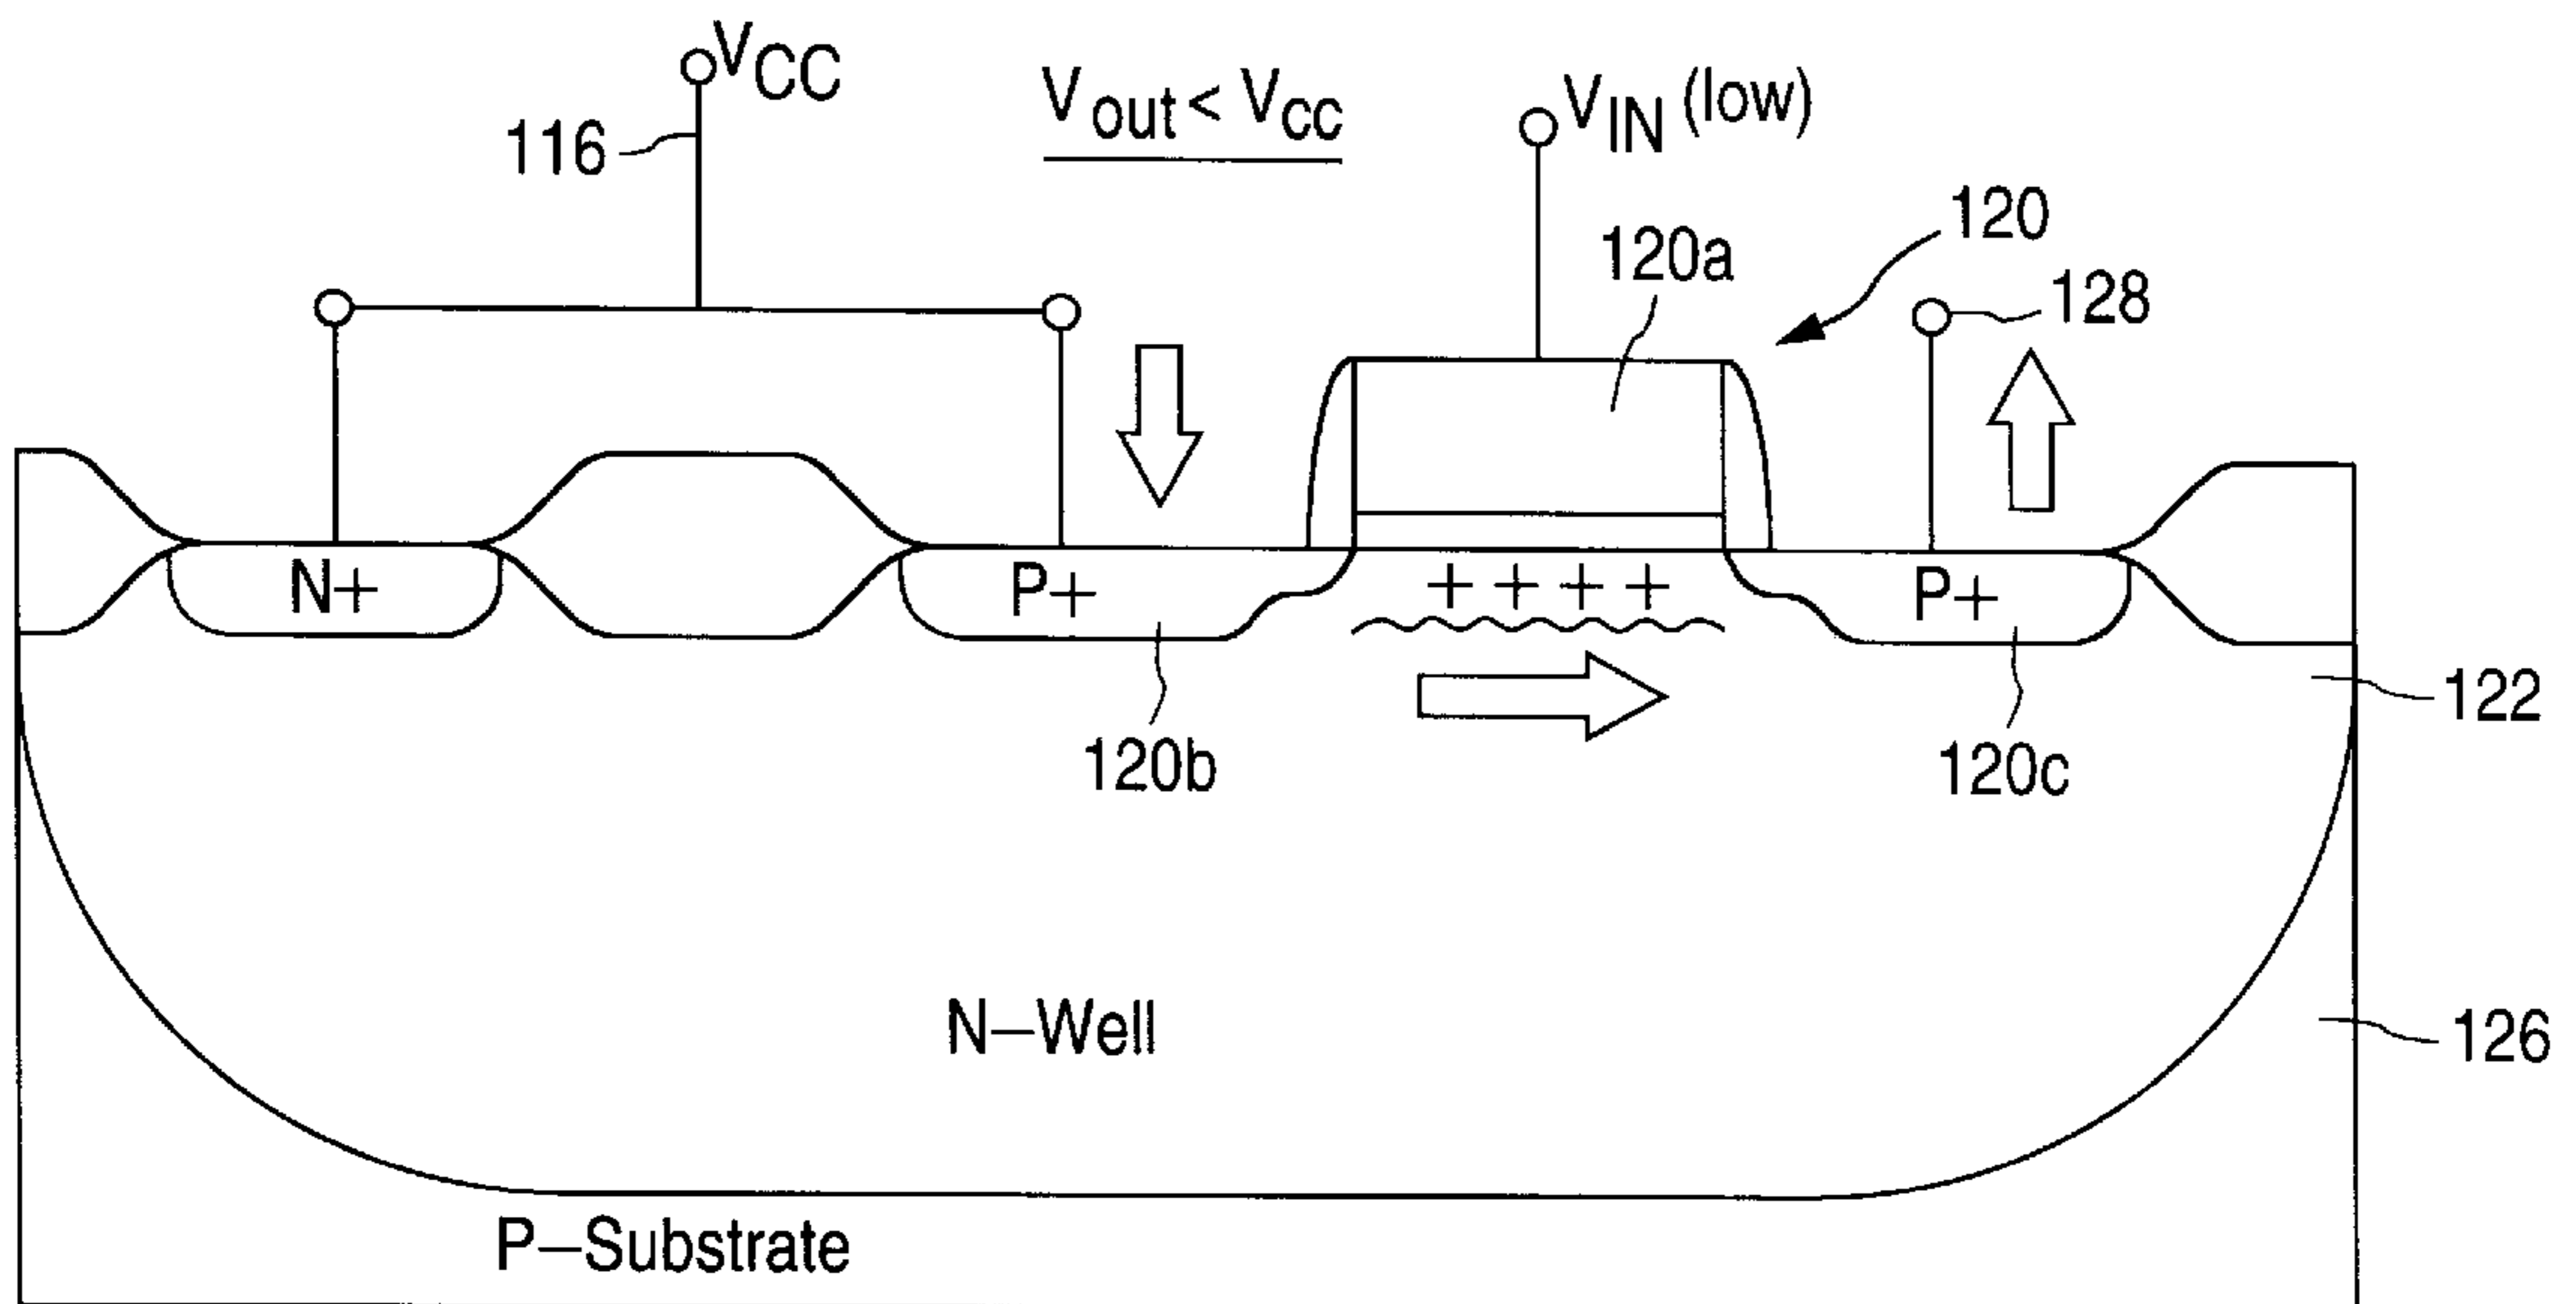 VCC
116
Vout < Vcc
VIN (low)
120
120a
128
N+
P+
+ + + +
P+
122
120b
120c
N–Well
126
P–Substrate